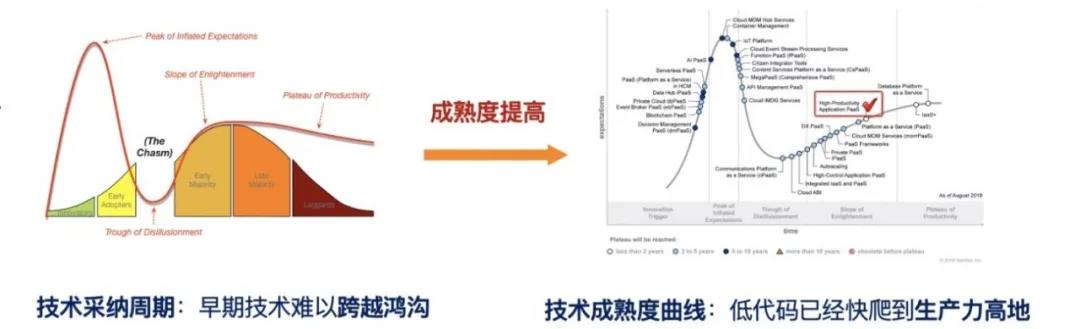 Peak of Inflated Expectations
Slope of Enlightenment
Plateau of Productivity
(The
Chasm)
Early
Adopters
Early
Majority
Late
Majority
Laggards
Trough of Disillusionment
技术采纳周期：早期技术难以跨越鸿沟
成熟度提高
expectations
Cloud MDM Hub Services
Container Management
IoT Platform
Cloud Event Stream Processing Services
Function PaaS (fPaaS)
Citizen Integrator Tools
Content Services Platform as a Service (CsPaaS)
MegaPaaS (Comprehensive PaaS)
API Management PaaS
Cloud IMDG Services
AI PaaS
Serverless PaaS
PaaS (Platform as a Service)
in HCM
Data Hub iPaaS
Private Cloud dbPaaS
Event Broker PaaS (ebPaaS)
Blockchain PaaS
Decision Management
PaaS (dmPaaS)
High-Productivity
Application PaaS
Database Platform
as a Service
IaaS+
Platform as a Service (PaaS)
Cloud MOM Services (momPaaS)
PaaS Frameworks
DX PaaS
Private PaaS
iPaaS
Autoscaling
High-Control Application PaaS
Integrated IaaS and PaaS
Cloud ABI
Communications Platform
as a Service (cPaaS)
As of August 2018
Innovation
Trigger
Peak of
Inflated
Expectations
Trough of
Disillusionment
Slope of
Enlightenment
Plateau of
Productivity
time
Plateau will be reached:
less than 2 years
2 to 5 years
5 to 10 years
more than 10 years
obsolete before plateau
© 2018 Gartner, Inc.
技术成熟度曲线：低代码已经快爬到生产力高地